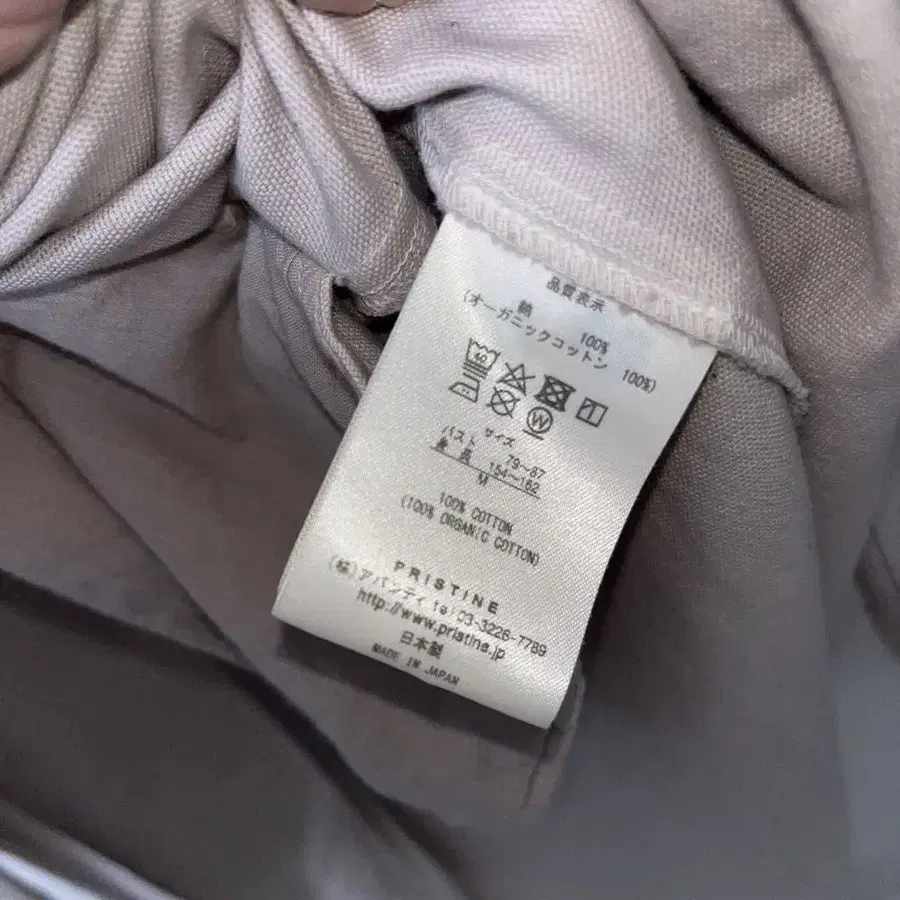 品質表示
綿 100%
(オーガニックコットン 100%)
40
W
サイズ
バスト 79~87
身長 154~162
M
100% COTTON
(100% ORGANIC COTTON)
PRISTINE
(株)アバンティ tel 03-3226-7789
http://www.pristine.jp
日本製
MADE IN JAPAN